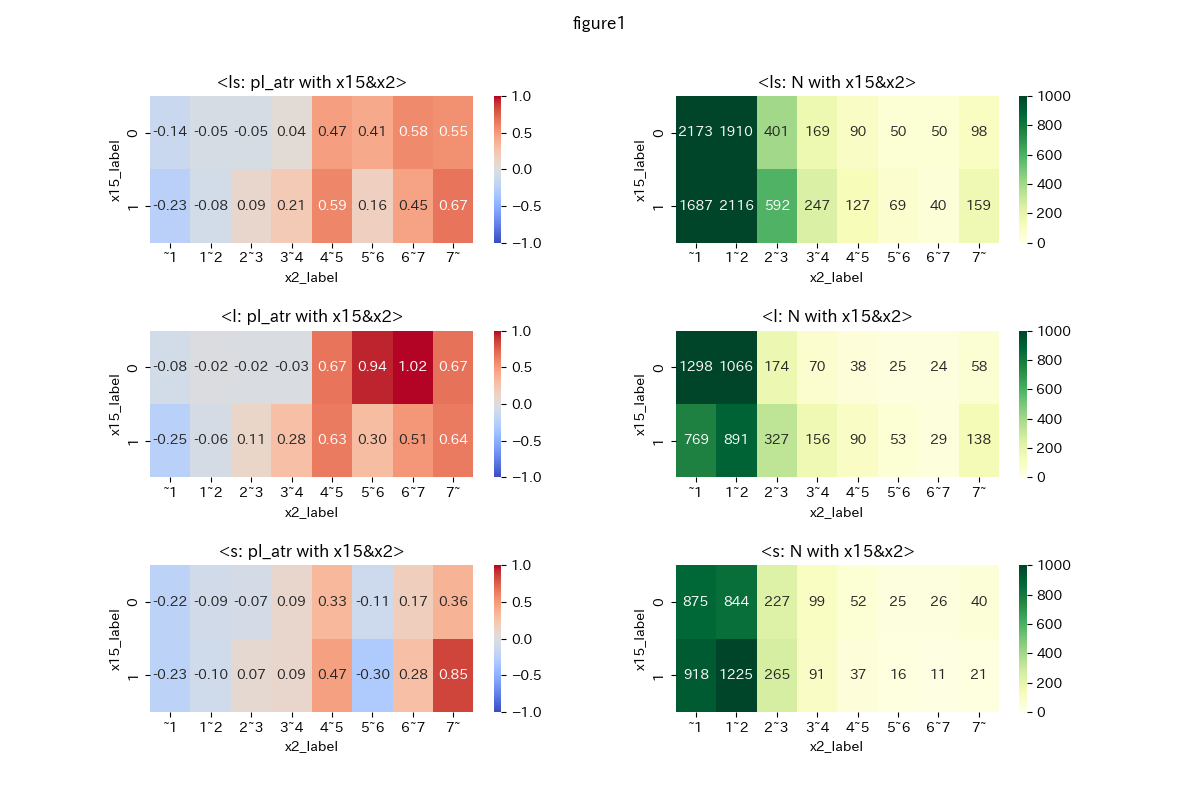 figure1
<ls: pl_atr with x15&x2>
x15_label
0 -0.14 -0.05 -0.05 0.04 0.47 0.41 0.58 0.55
1 -0.23 -0.08 0.09 0.21 0.59 0.16 0.45 0.67
~1 1~2 2~3 3~4 4~5 5~6 6~7 7~
x2_label
1.0
0.5
0.0
−0.5
−1.0
<ls: N with x15&x2>
x15_label
0 2173 1910 401 169 90 50 50 98
1 1687 2116 592 247 127 69 40 159
~1 1~2 2~3 3~4 4~5 5~6 6~7 7~
x2_label
1000
800
600
400
200
0
<l: pl_atr with x15&x2>
x15_label
0 -0.08 -0.02 -0.02 -0.03 0.67 0.94 1.02 0.67
1 -0.25 -0.06 0.11 0.28 0.63 0.30 0.51 0.64
~1 1~2 2~3 3~4 4~5 5~6 6~7 7~
x2_label
1.0
0.5
0.0
−0.5
−1.0
<l: N with x15&x2>
x15_label
0 1298 1066 174 70 38 25 24 58
1 769 891 327 156 90 53 29 138
~1 1~2 2~3 3~4 4~5 5~6 6~7 7~
x2_label
1000
800
600
400
200
0
<s: pl_atr with x15&x2>
x15_label
0 -0.22 -0.09 -0.07 0.09 0.33 -0.11 0.17 0.36
1 -0.23 -0.10 0.07 0.09 0.47 -0.30 0.28 0.85
~1 1~2 2~3 3~4 4~5 5~6 6~7 7~
x2_label
1.0
0.5
0.0
−0.5
−1.0
<s: N with x15&x2>
x15_label
0 875 844 227 99 52 25 26 40
1 918 1225 265 91 37 16 11 21
~1 1~2 2~3 3~4 4~5 5~6 6~7 7~
x2_label
1000
800
600
400
200
0